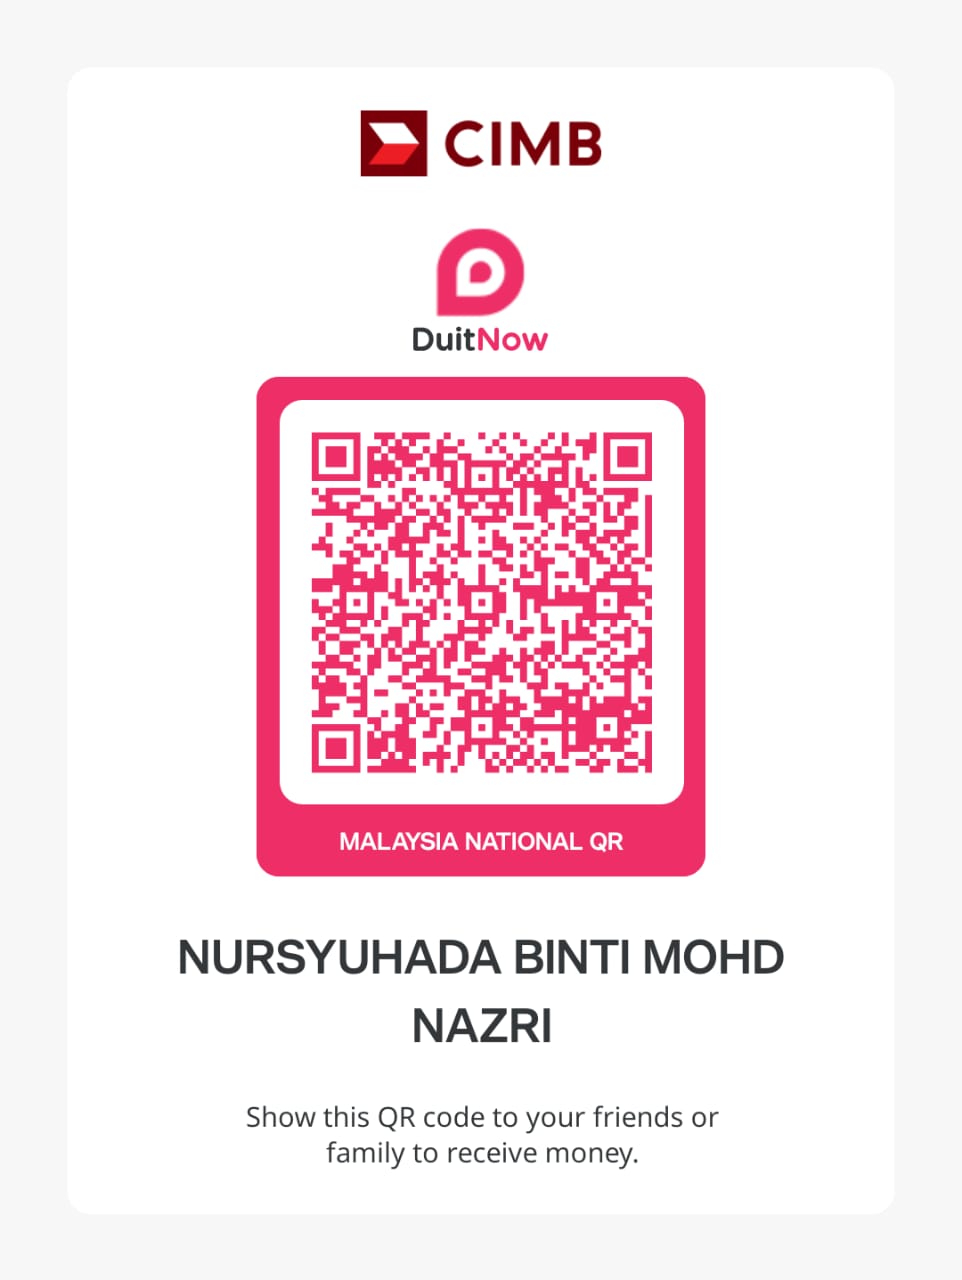 CIMB
DuitNow
MALAYSIA NATIONAL QR
NURSYUHADA BINTI MOHD
NAZRI
Show this QR code to your friends or
family to receive money.